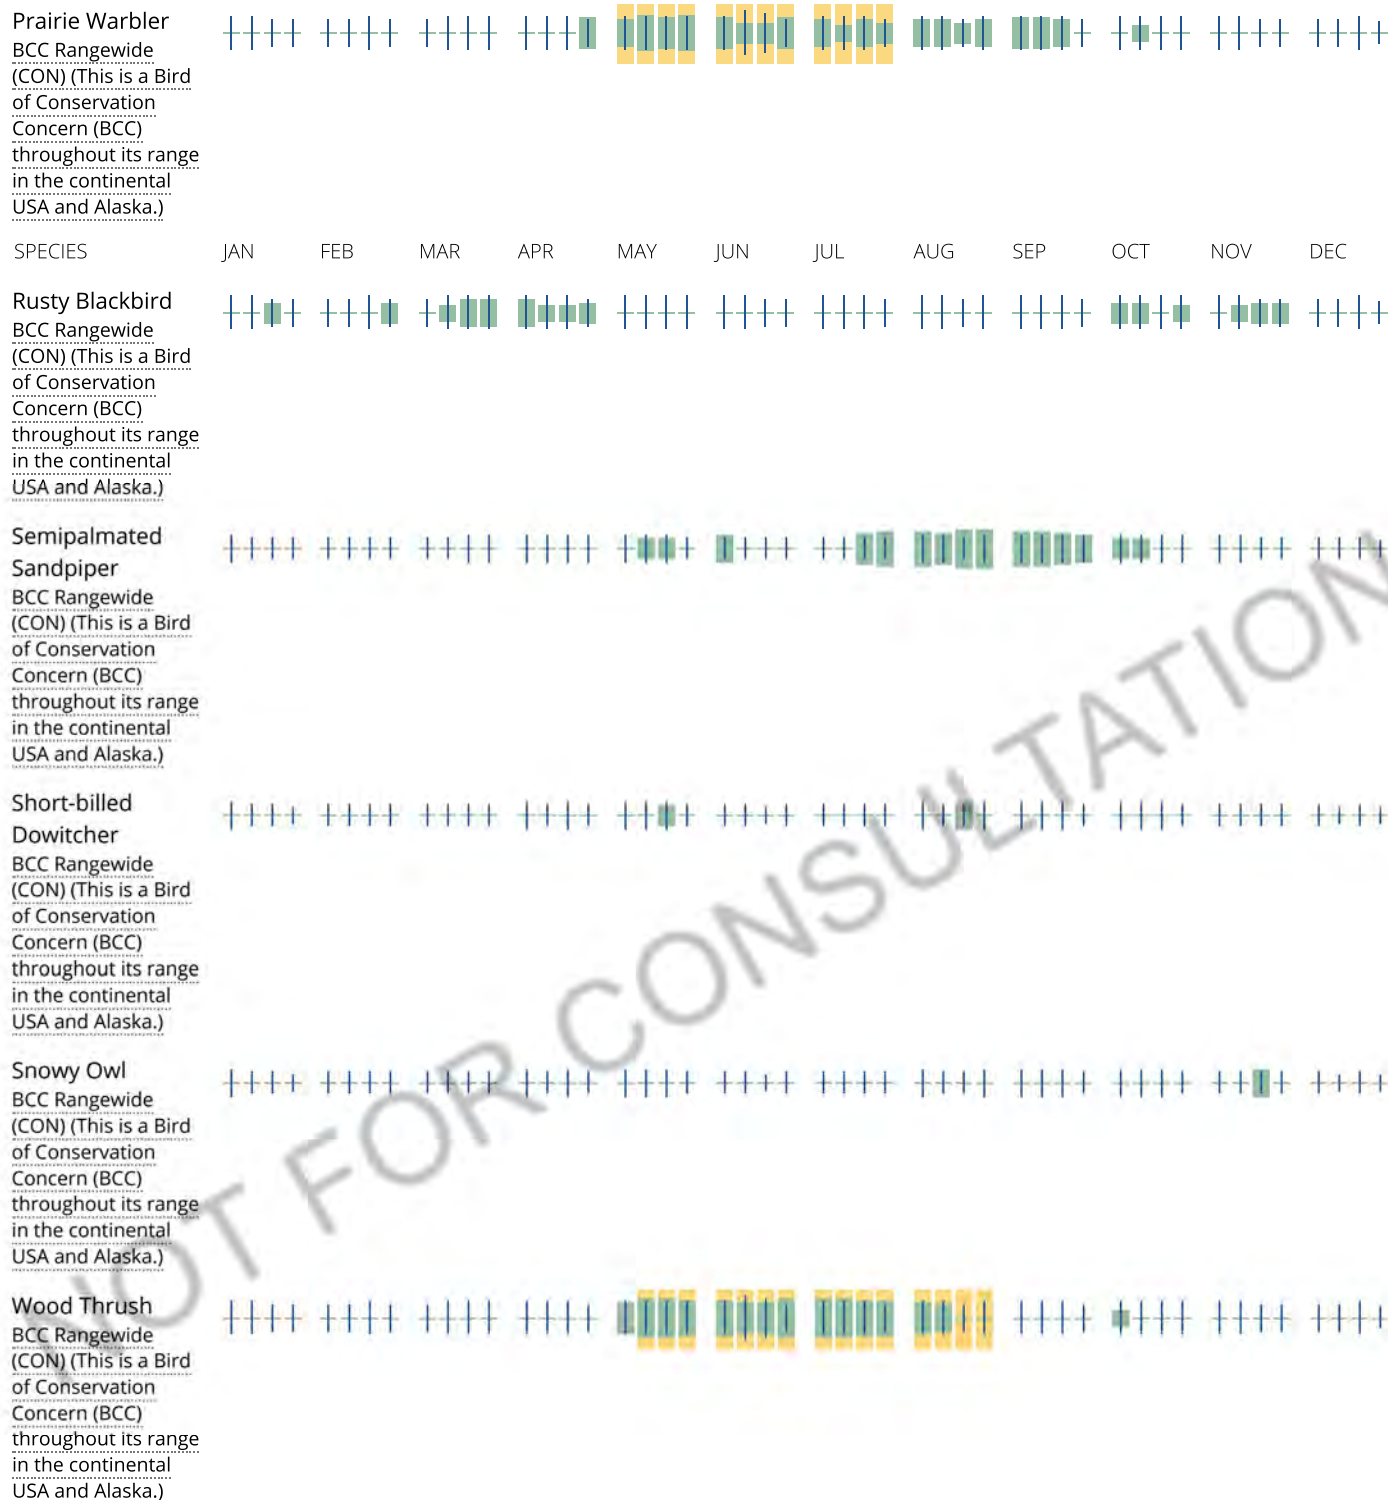 Prairie Warbler
BCC Rangewide
(CON) (This is a Bird
of Conservation
Concern (BCC)
throughout its range
in the continental
USA and Alaska.)
SPECIES JAN FEB MAR APR MAY JUN JUL AUG SEP OCT NOV DEC
Rusty Blackbird
BCC Rangewide
(CON) (This is a Bird
of Conservation
Concern (BCC)
throughout its range
in the continental
USA and Alaska.)
Semipalmated
Sandpiper
BCC Rangewide
(CON) (This is a Bird
of Conservation
Concern (BCC)
throughout its range
in the continental
USA and Alaska.)
Short-billed
Dowitcher
BCC Rangewide
(CON) (This is a Bird
of Conservation
Concern (BCC)
throughout its range
in the continental
USA and Alaska.)
Snowy Owl
BCC Rangewide
(CON) (This is a Bird
of Conservation
Concern (BCC)
throughout its range
in the continental
USA and Alaska.)
Wood Thrush
BCC Rangewide
(CON) (This is a Bird
of Conservation
Concern (BCC)
throughout its range
in the continental
USA and Alaska.)
NOT FOR CONSULTATION